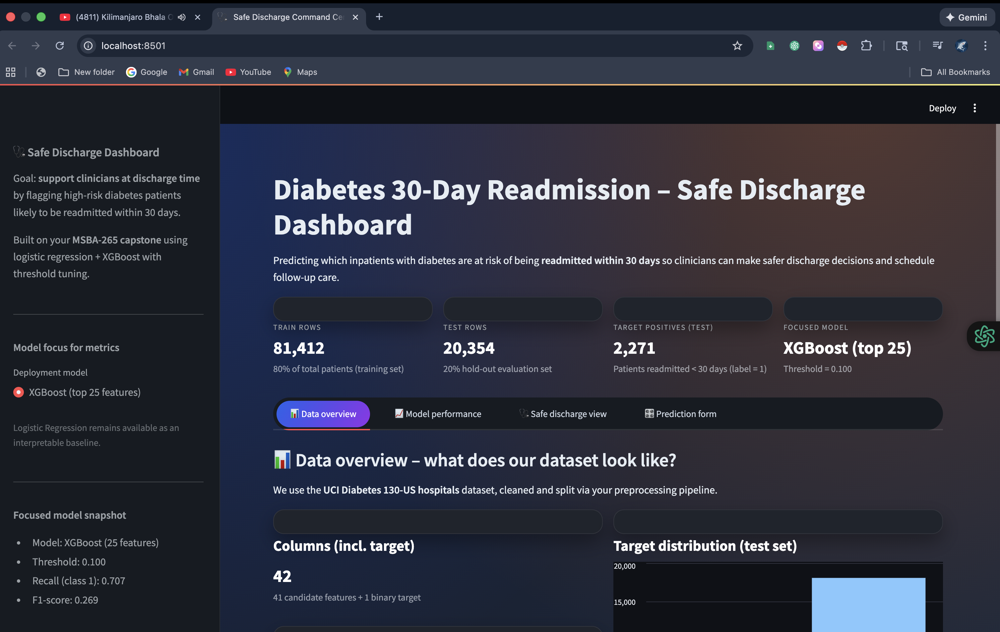 (4811) Kilimanjaro Bhala
Safe Discharge Command Ce
Gemini
localhost:8501
New folder
Google
Gmail
YouTube
Maps
All Bookmarks
Deploy
Safe Discharge Dashboard
Goal: support clinicians at discharge time
by flagging high-risk diabetes patients
likely to be readmitted within 30 days.
Built on your MSBA-265 capstone using
logistic regression + XGBoost with
threshold tuning.
Model focus for metrics
Deployment model
XGBoost (top 25 features)
Logistic Regression remains available as an
interpretable baseline.
Focused model snapshot
• Model: XGBoost (25 features)
• Threshold: 0.100
• Recall (class 1): 0.707
• F1-score: 0.269
Diabetes 30-Day Readmission – Safe Discharge
Dashboard
Predicting which inpatients with diabetes are at risk of being readmitted within 30 days so clinicians can make safer discharge decisions and schedule
follow-up care.
TRAIN ROWS
81,412
80% of total patients (training set)
TEST ROWS
20,354
20% hold-out evaluation set
TARGET POSITIVES (TEST)
2,271
Patients readmitted < 30 days (label = 1)
FOCUSED MODEL
XGBoost (top 25)
Threshold = 0.100
Data overview
Model performance
Safe discharge view
Prediction form
Data overview – what does our dataset look like?
We use the UCI Diabetes 130-US hospitals dataset, cleaned and split via your preprocessing pipeline.
Columns (incl. target)
42
41 candidate features + 1 binary target
Target distribution (test set)
20,000
15,000